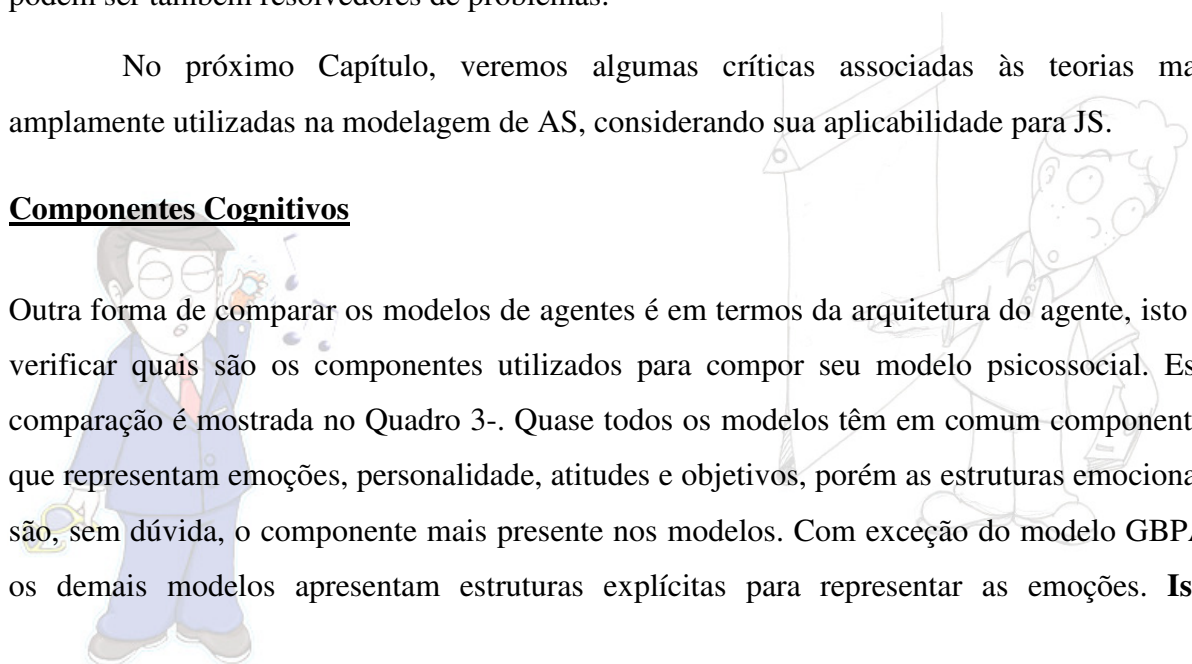 podem ser também resolvedores de problemas.
No próximo Capítulo, veremos algumas críticas associadas às teorias ma
amplamente utilizadas na modelagem de AS, considerando sua aplicabilidade para JS.
Componentes Cognitivos
Outra forma de comparar os modelos de agentes é em termos da arquitetura do agente, isto
verificar quais são os componentes utilizados para compor seu modelo psicossocial. Es
comparação é mostrada no Quadro 3-. Quase todos os modelos têm em comum component
que representam emoções, personalidade, atitudes e objetivos, porém as estruturas emociona
são, sem dúvida, o componente mais presente nos modelos. Com exceção do modelo GBPA
os demais modelos apresentam estruturas explícitas para representar as emoções. Is